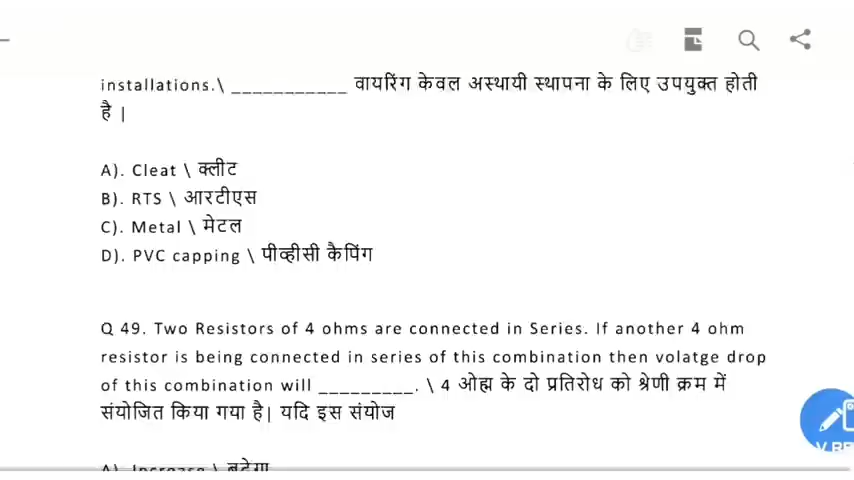 installations.\ ___________ वायरिंग केवल अस्थायी स्थापना के लिए उपयुक्त होती
है |
A). Cleat \ क्लीट
B). RTS \ आरटीएस
C). Metal \ मेटल
D). PVC capping \ पीव्हीसी कैपिंग
Q 49. Two Resistors of 4 ohms are connected in Series. If another 4 ohm
resistor is being connected in series of this combination then volatge drop
of this combination will _________. \ 4 ओह्म के दो प्रतिरोध को श्रेणी क्रम में
संयोजित किया गया है| यदि इस संयोज
A). Increase \ बढ़ेगा